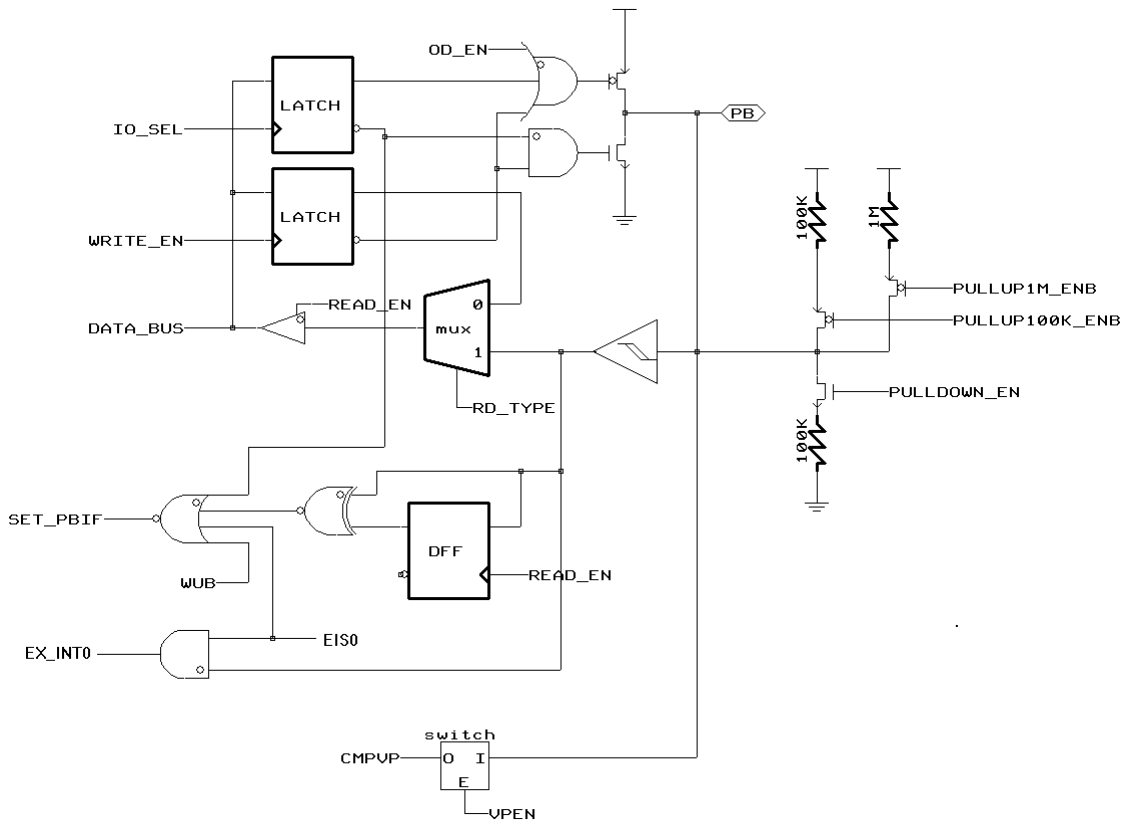 OD_EN
LATCH
PB
IO_SEL
LATCH
100K
1M
WRITE_EN
PULLUP1M_ENB
0
READ_EN
PULLUP100K_ENB
DATA_BUS
mux
1
PULLDOWN_EN
RD_TYPE
100K
SET_PBIF
DFF
WUB
READ_EN
EIS0
EX_INT0
switch
CMPVP
O I
E
VPEN